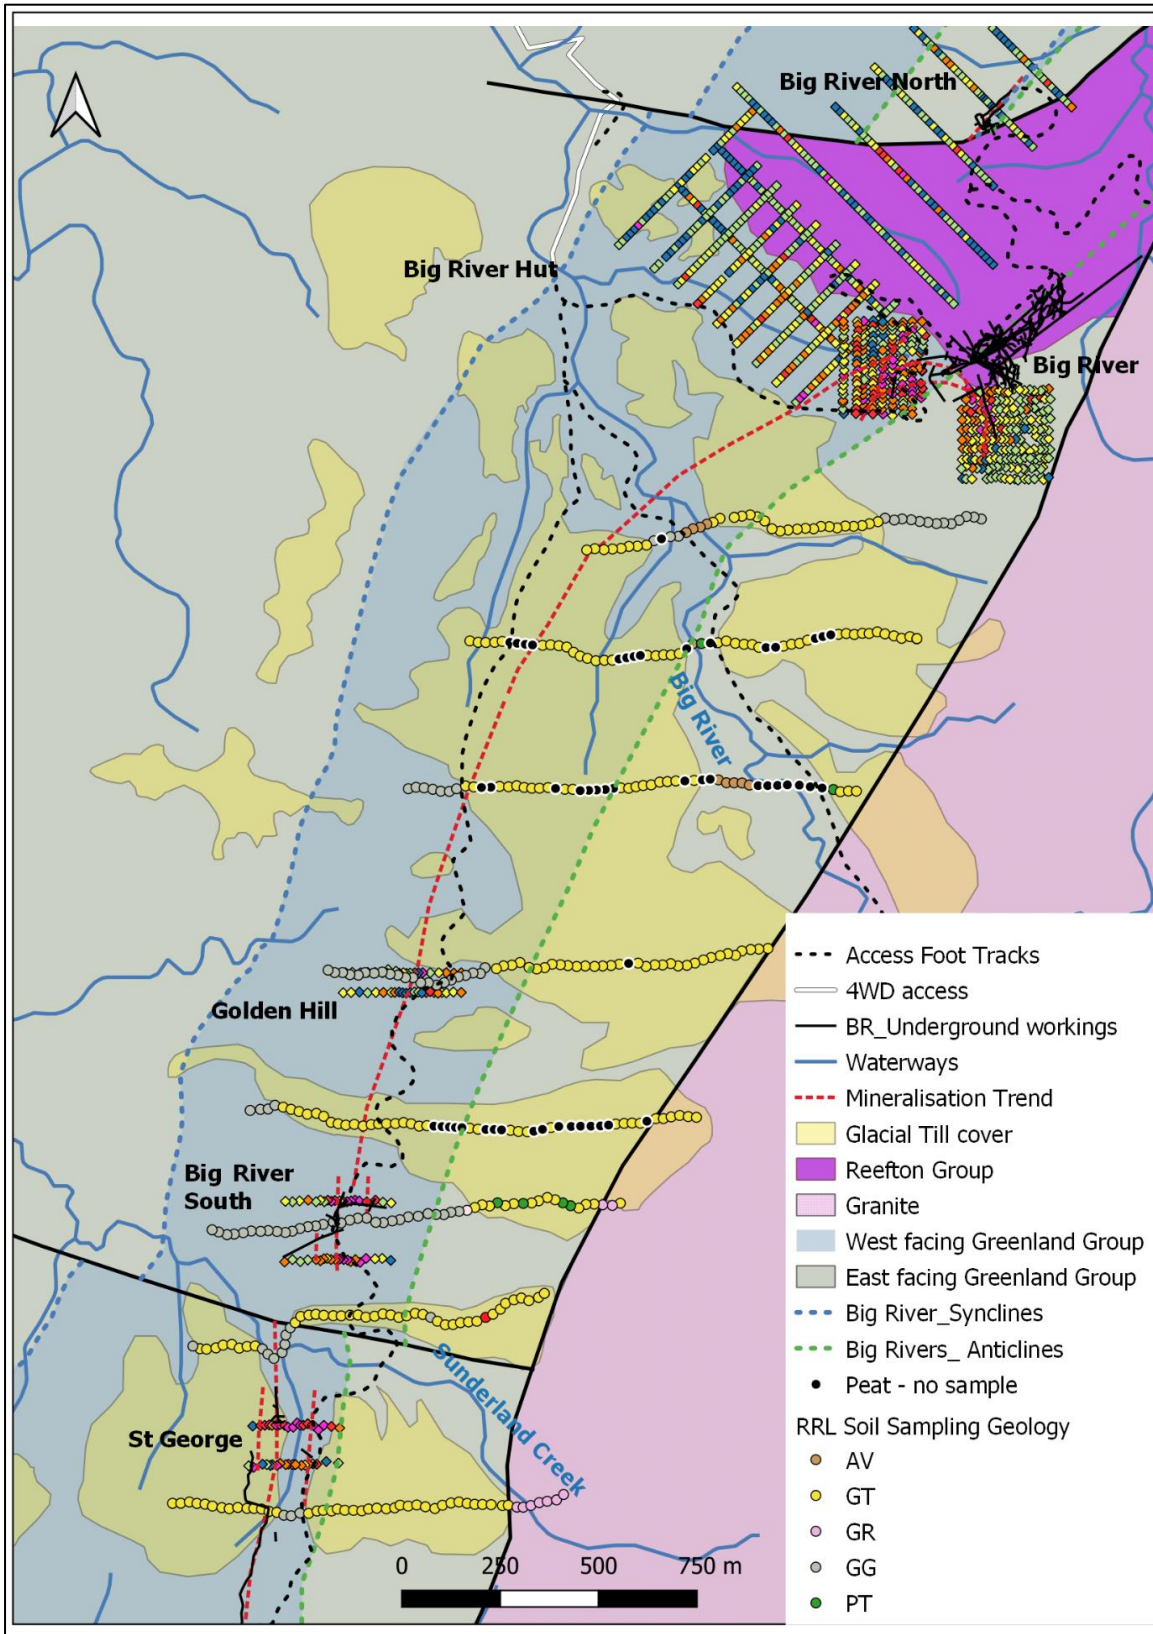 Big River North
Big River Hut
Big River
Big River
Golden Hill
Big River
South
Sunderland Creek
St George
0 250 500 750 m
Access Foot Tracks
4WD access
BR_Underground workings
Waterways
Mineralisation Trend
Glacial Till cover
Reefton Group
Granite
West facing Greenland Group
East facing Greenland Group
Big River_Synclines
Big Rivers_ Anticlines
Peat - no sample
RRL Soil Sampling Geology
AV
GT
GR
GG
PT